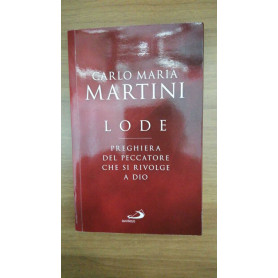 CARLO MARIA
MARTINI
LODE
PREGHIERA
DEL PECCATORE
CHE SI RIVOLGE
A DIO